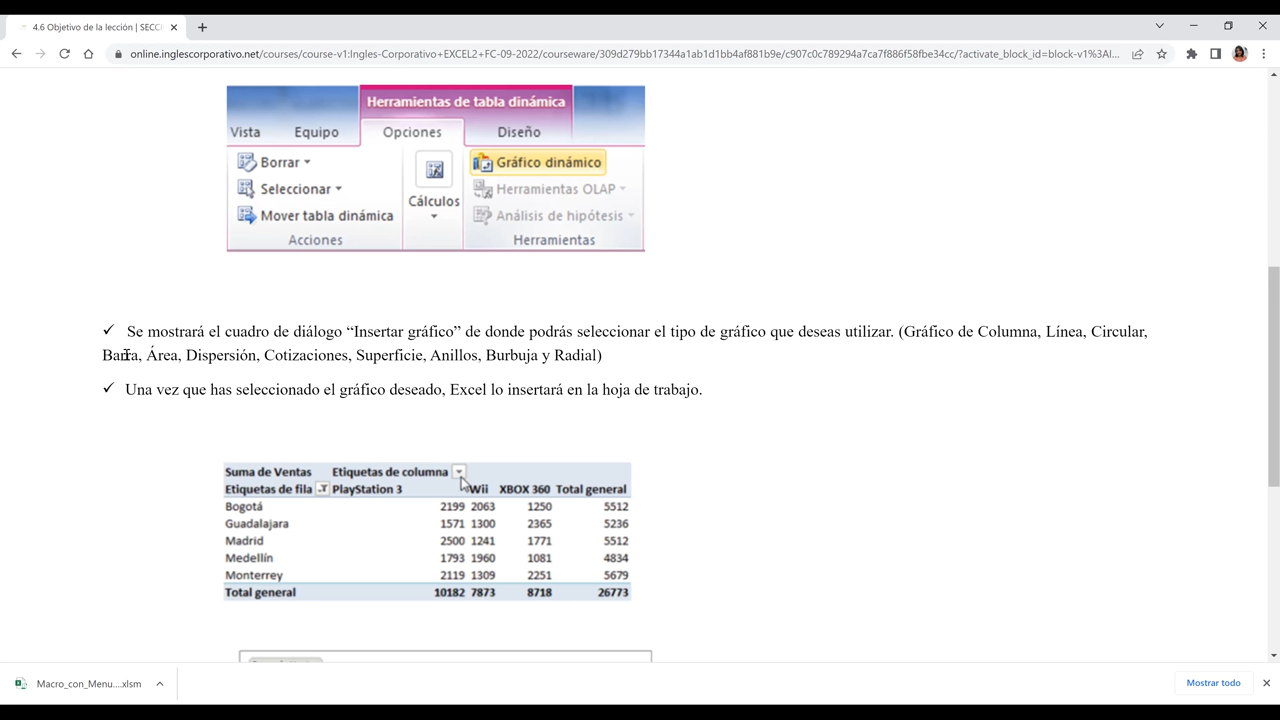 4.6 Objetivo de la lección | SECCI
online.inglescorporativo.net/courses/course-v1:Ingles-Corporativo+EXCEL2+FC-09-2022/courseware/309d279bb17344a1ab1d1bb4af881b9e/c907c0c789294a7ca7f886f58fbe34cc/?activate_block_id=block-v1%3AI...
Herramientas de tabla dinámica
Vista Equipo Opciones Diseño
Borrar Gráfico dinámico
Seleccionar Herramientas OLAP
Cálculos
Mover tabla dinámica Análisis de hipótesis
Acciones Herramientas
✓ Se mostrará el cuadro de diálogo “Insertar gráfico” de donde podrás seleccionar el tipo de gráfico que deseas utilizar. (Gráfico de Columna, Línea, Circular,
Barra, Área, Dispersión, Cotizaciones, Superficie, Anillos, Burbuja y Radial)
✓ Una vez que has seleccionado el gráfico deseado, Excel lo insertará en la hoja de trabajo.
Suma de Ventas Etiquetas de columna
Etiquetas de fila PlayStation 3 Wii XBOX 360 Total general
Bogotá 2199 2063 1250 5512
Guadalajara 1571 1300 2365 5236
Madrid 2500 1241 1771 5512
Medellín 1793 1960 1081 4834
Monterrey 2119 1309 2251 5679
Total general 10182 7873 8718 26773
Macro_con_Menu....xlsm Mostrar todo